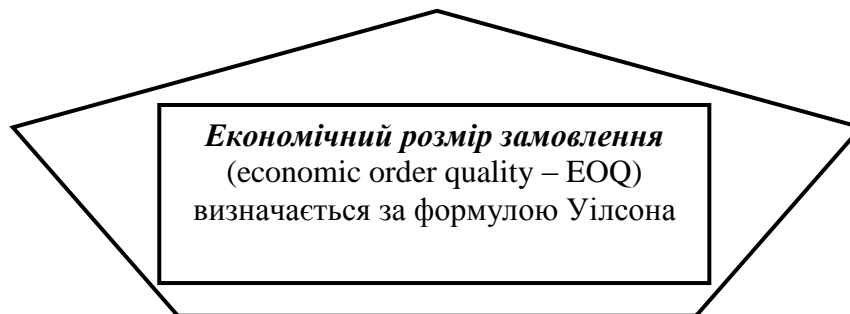 Економічний розмір замовлення
(economic order quality – EOQ)
визначається за формулою Уілсона